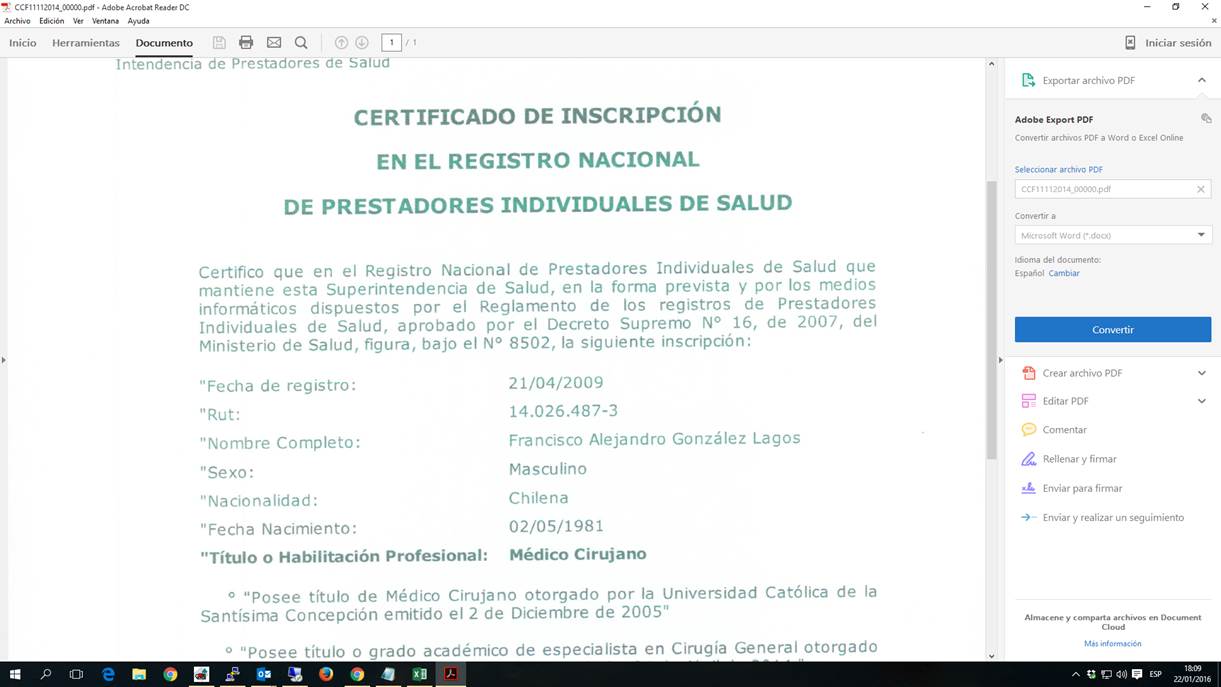 CCF11112014_00000.pdf - Adobe Acrobat Reader DC
Archivo Edición Ver Ventana Ayuda
Inicio Herramientas Documento 1 / 1 Iniciar sesión
Intendencia de Prestadores de Salud
CERTIFICADO DE INSCRIPCIÓN
EN EL REGISTRO NACIONAL
DE PRESTADORES INDIVIDUALES DE SALUD
Certifico que en el Registro Nacional de Prestadores Individuales de Salud que
mantiene esta Superintendencia de Salud, en la forma prevista y por los medios
informáticos dispuestos por el Reglamento de los registros de Prestadores
Individuales de Salud, aprobado por el Decreto Supremo N° 16, de 2007, del
Ministerio de Salud, figura, bajo el N° 8502, la siguiente inscripción:
"Fecha de registro: 21/04/2009
"Rut: 14.026.487-3
"Nombre Completo: Francisco Alejandro González Lagos
"Sexo: Masculino
"Nacionalidad: Chilena
"Fecha Nacimiento: 02/05/1981
"Título o Habilitación Profesional: Médico Cirujano
° "Posee título de Médico Cirujano otorgado por la Universidad Católica de la
Santísima Concepción emitido el 2 de Diciembre de 2005"
° "Posee título o grado académico de especialista en Cirugía General otorgado
Exportar archivo PDF
Adobe Export PDF
Convertir archivos PDF a Word o Excel Online
Seleccionar archivo PDF
CCF11112014_00000.pdf
Convertir a
Microsoft Word (*.docx)
Idioma del documento:
Español Cambiar
Convertir
Crear archivo PDF
Editar PDF
Comentar
Rellenar y firmar
Enviar para firmar
Enviar y realizar un seguimiento
Almacene y comparta archivos en Document
Cloud
Más información
ESP
18:09
22/01/2016